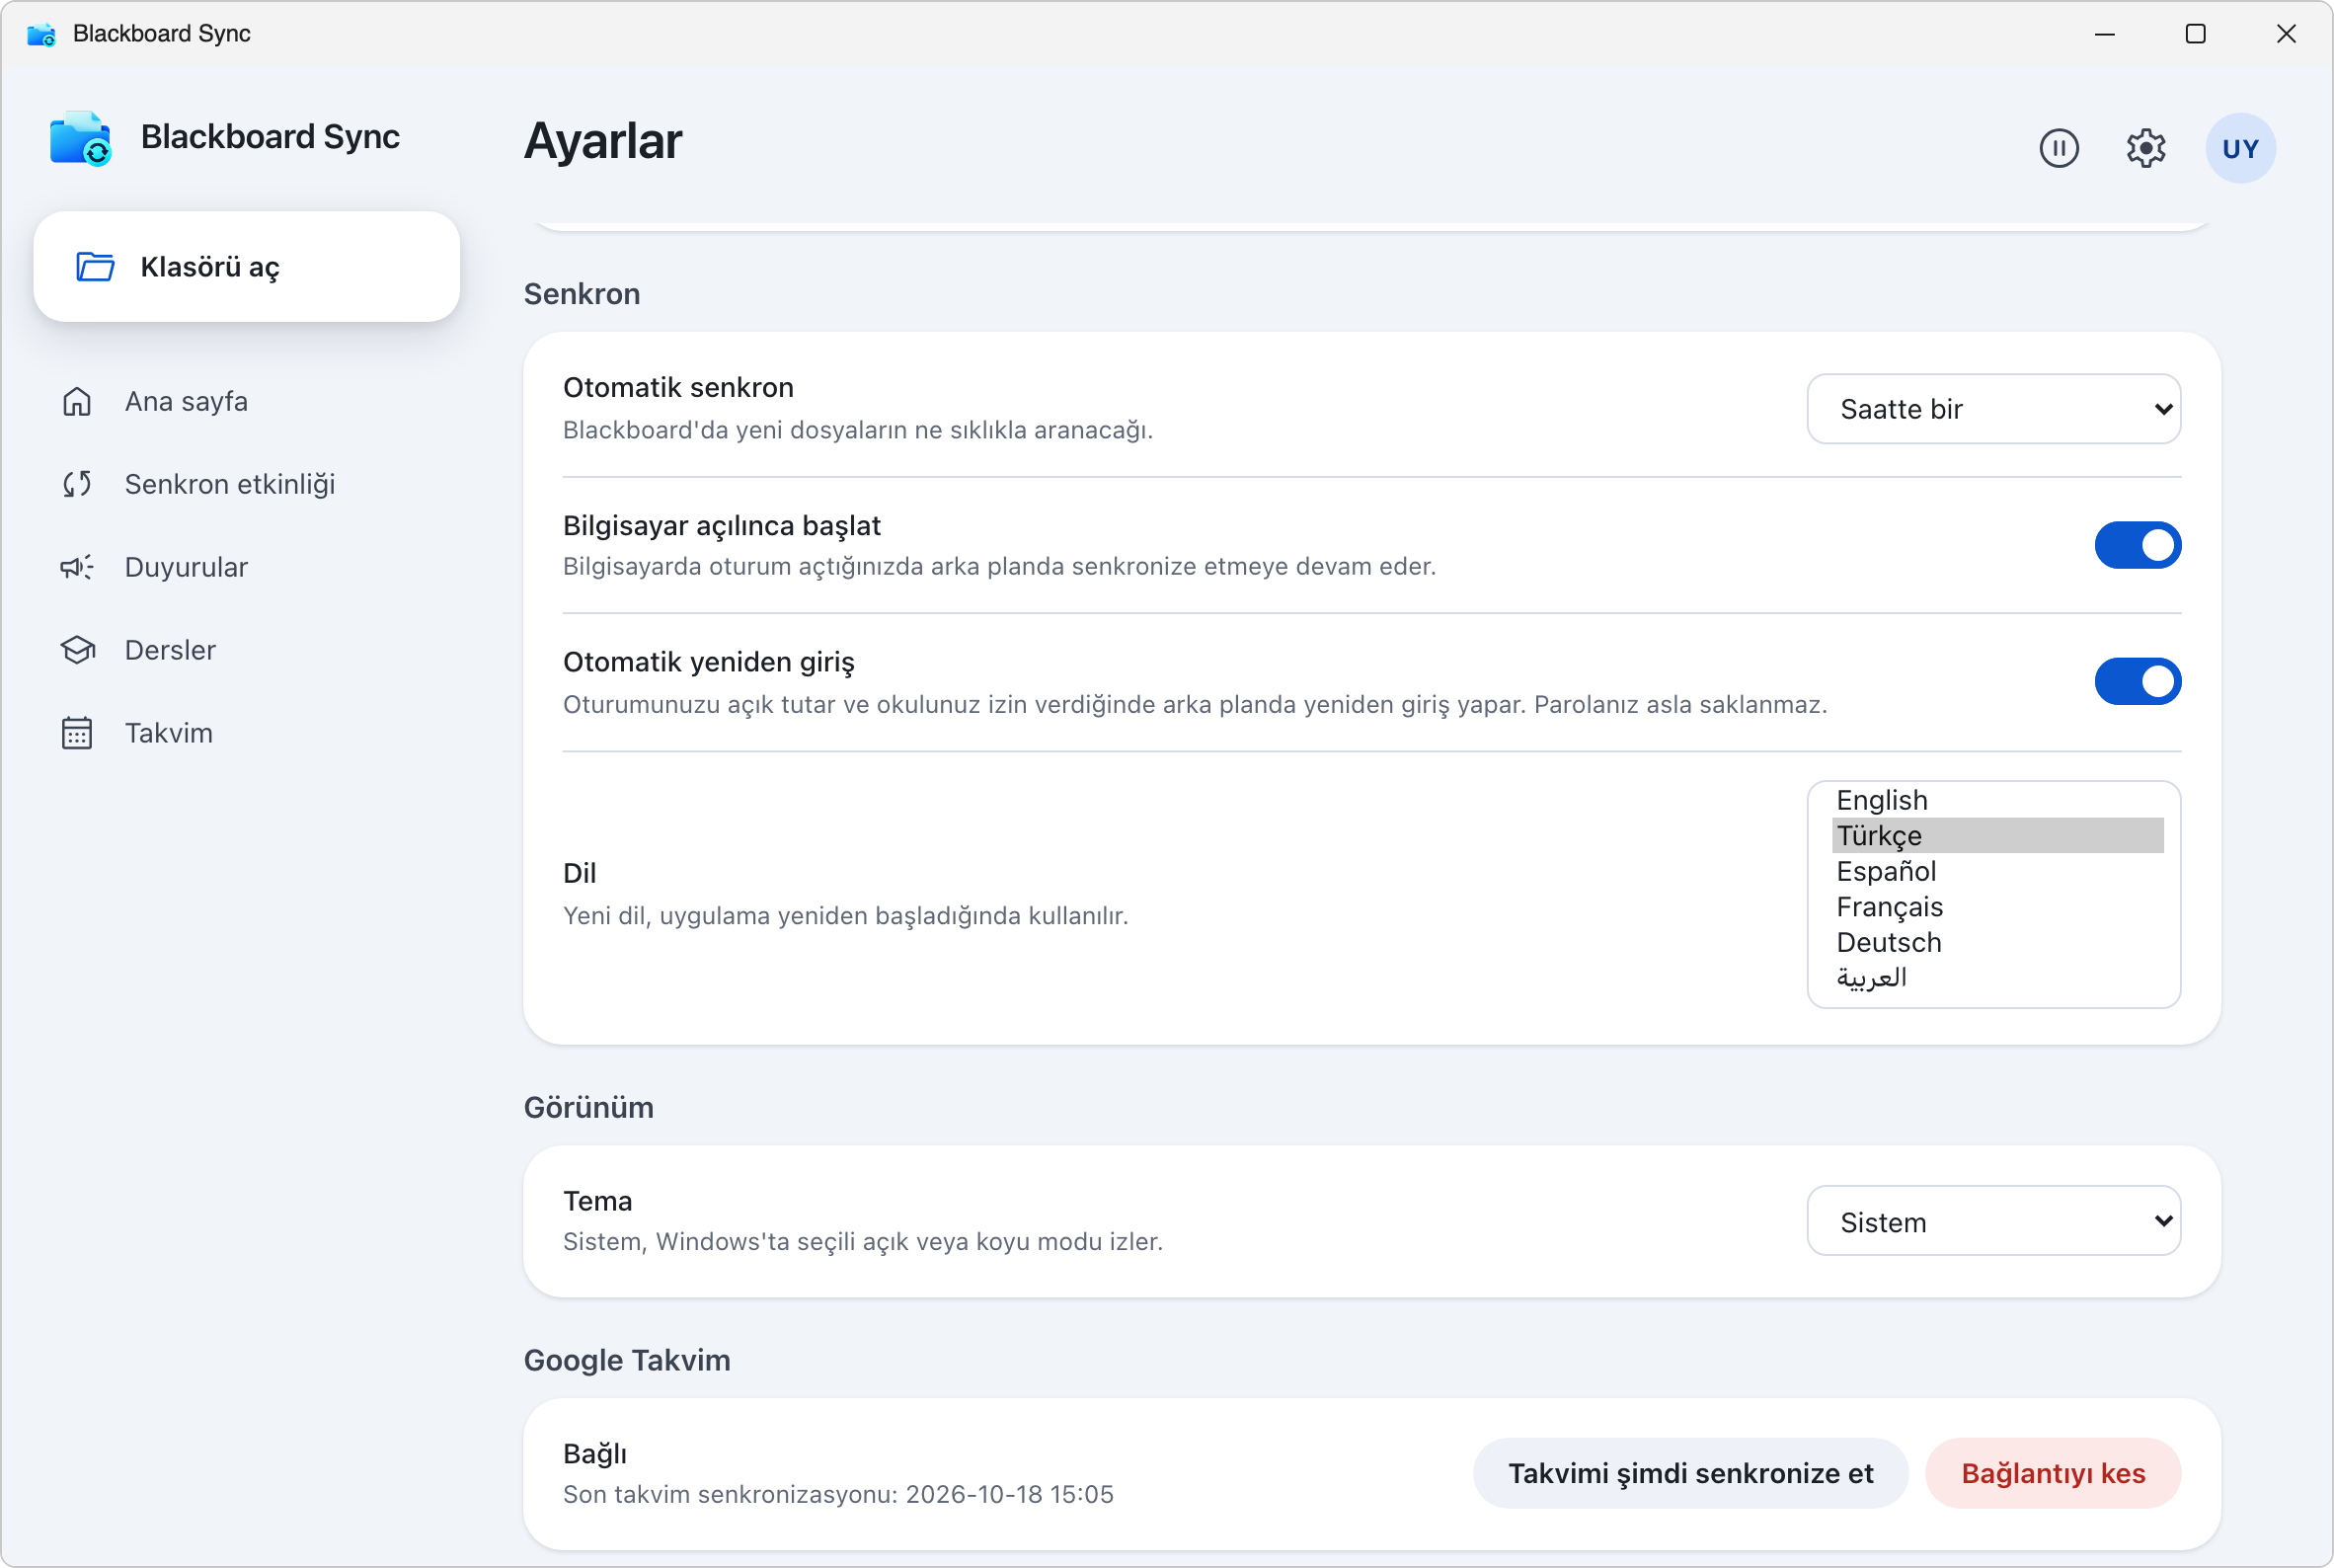 Blackboard Sync
Blackboard Sync
Ayarlar
UY
Klasörü aç
Ana sayfa
Senkron etkinliği
Duyurular
Dersler
Takvim
Senkron
Otomatik senkron
Blackboard'da yeni dosyaların ne sıklıkla aranacağı.
Saatte bir
Bilgisayar açılınca başlat
Bilgisayarda oturum açtığınızda arka planda senkronize etmeye devam eder.
Otomatik yeniden giriş
Oturumunuzu açık tutar ve okulunuz izin verdiğinde arka planda yeniden giriş yapar. Parolanız asla saklanmaz.
Dil
Yeni dil, uygulama yeniden başladığında kullanılır.
English
Türkçe
Español
Français
Deutsch
العربية
Görünüm
Tema
Sistem, Windows'ta seçili açık veya koyu modu izler.
Sistem
Google Takvim
Bağlı
Son takvim senkronizasyonu: 2026-10-18 15:05
Takvimi şimdi senkronize et
Bağlantıyı kes